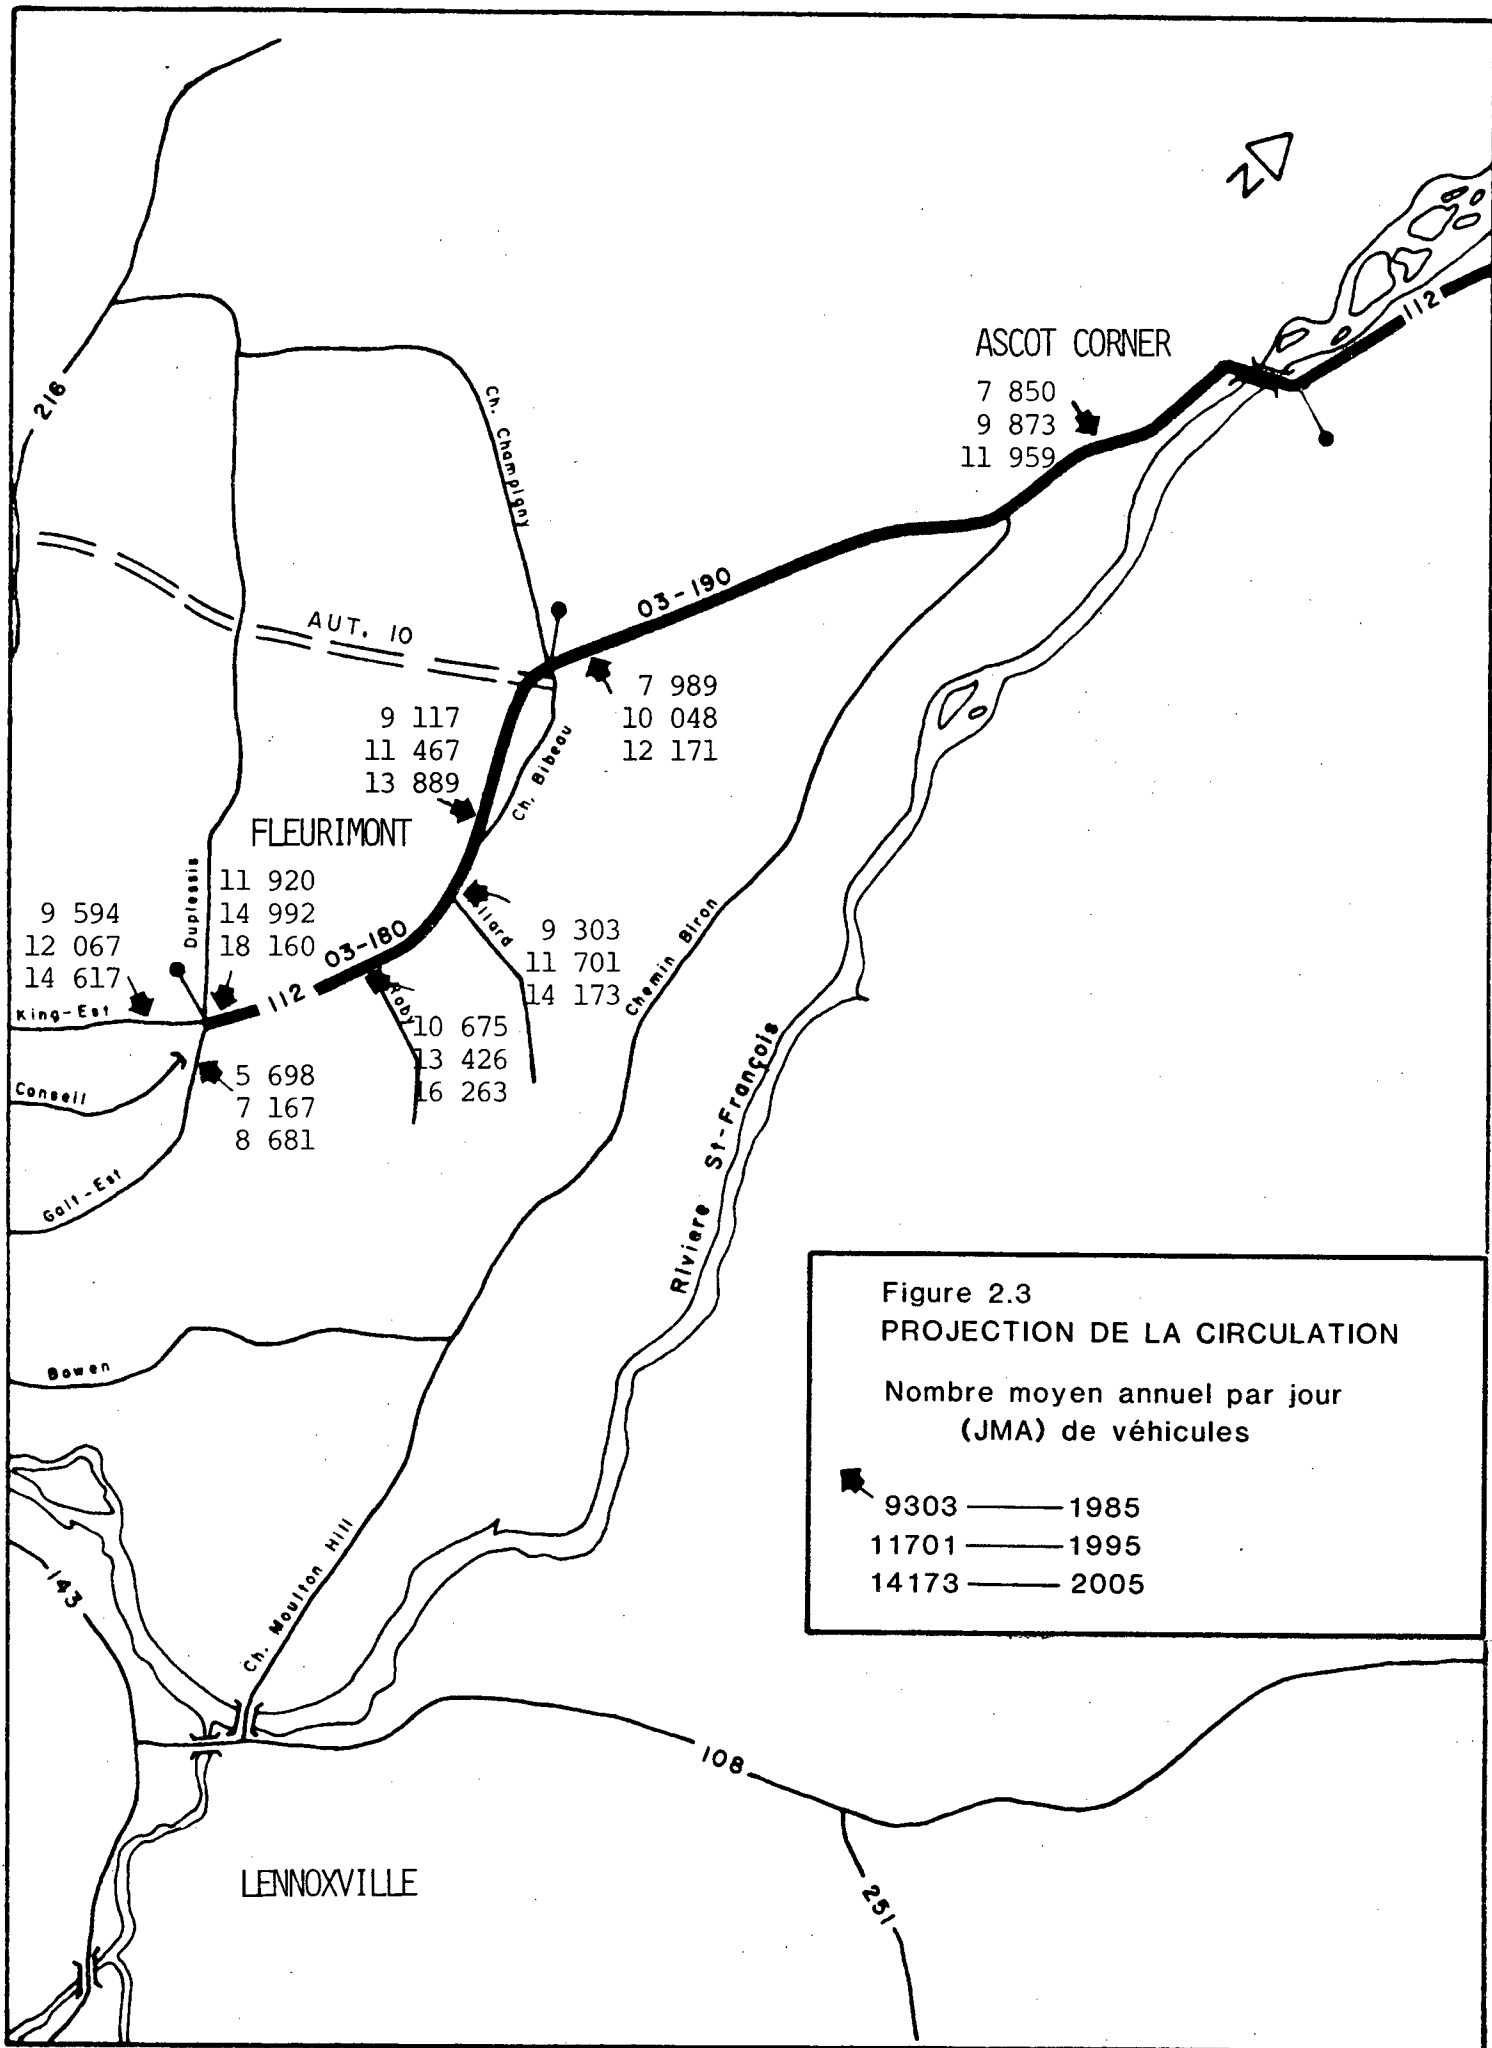 N
112
ASCOT CORNER
7 850
9 873
11 959
216
Ch. Champigny
03-190
AUT. 10
7 989
10 048
12 171
9 117
11 467
13 889
Ch. Bibeau
FLEURIMONT
Duplessis
11 920
14 992
18 160
9 594
12 067
14 617
03-180
112
King-Est
9 303
11 701
14 173
Roby
10 675
13 426
16 263
Chemin Biron
Conseil
5 698
7 167
8 681
Galt-Est
Riviere St-François
Bowen
Figure 2.3
PROJECTION DE LA CIRCULATION
Nombre moyen annuel par jour
(JMA) de véhicules
9303 1985
11701 1995
14173 2005
143
Ch. Moulton Hill
108
LENNOXVILLE
251